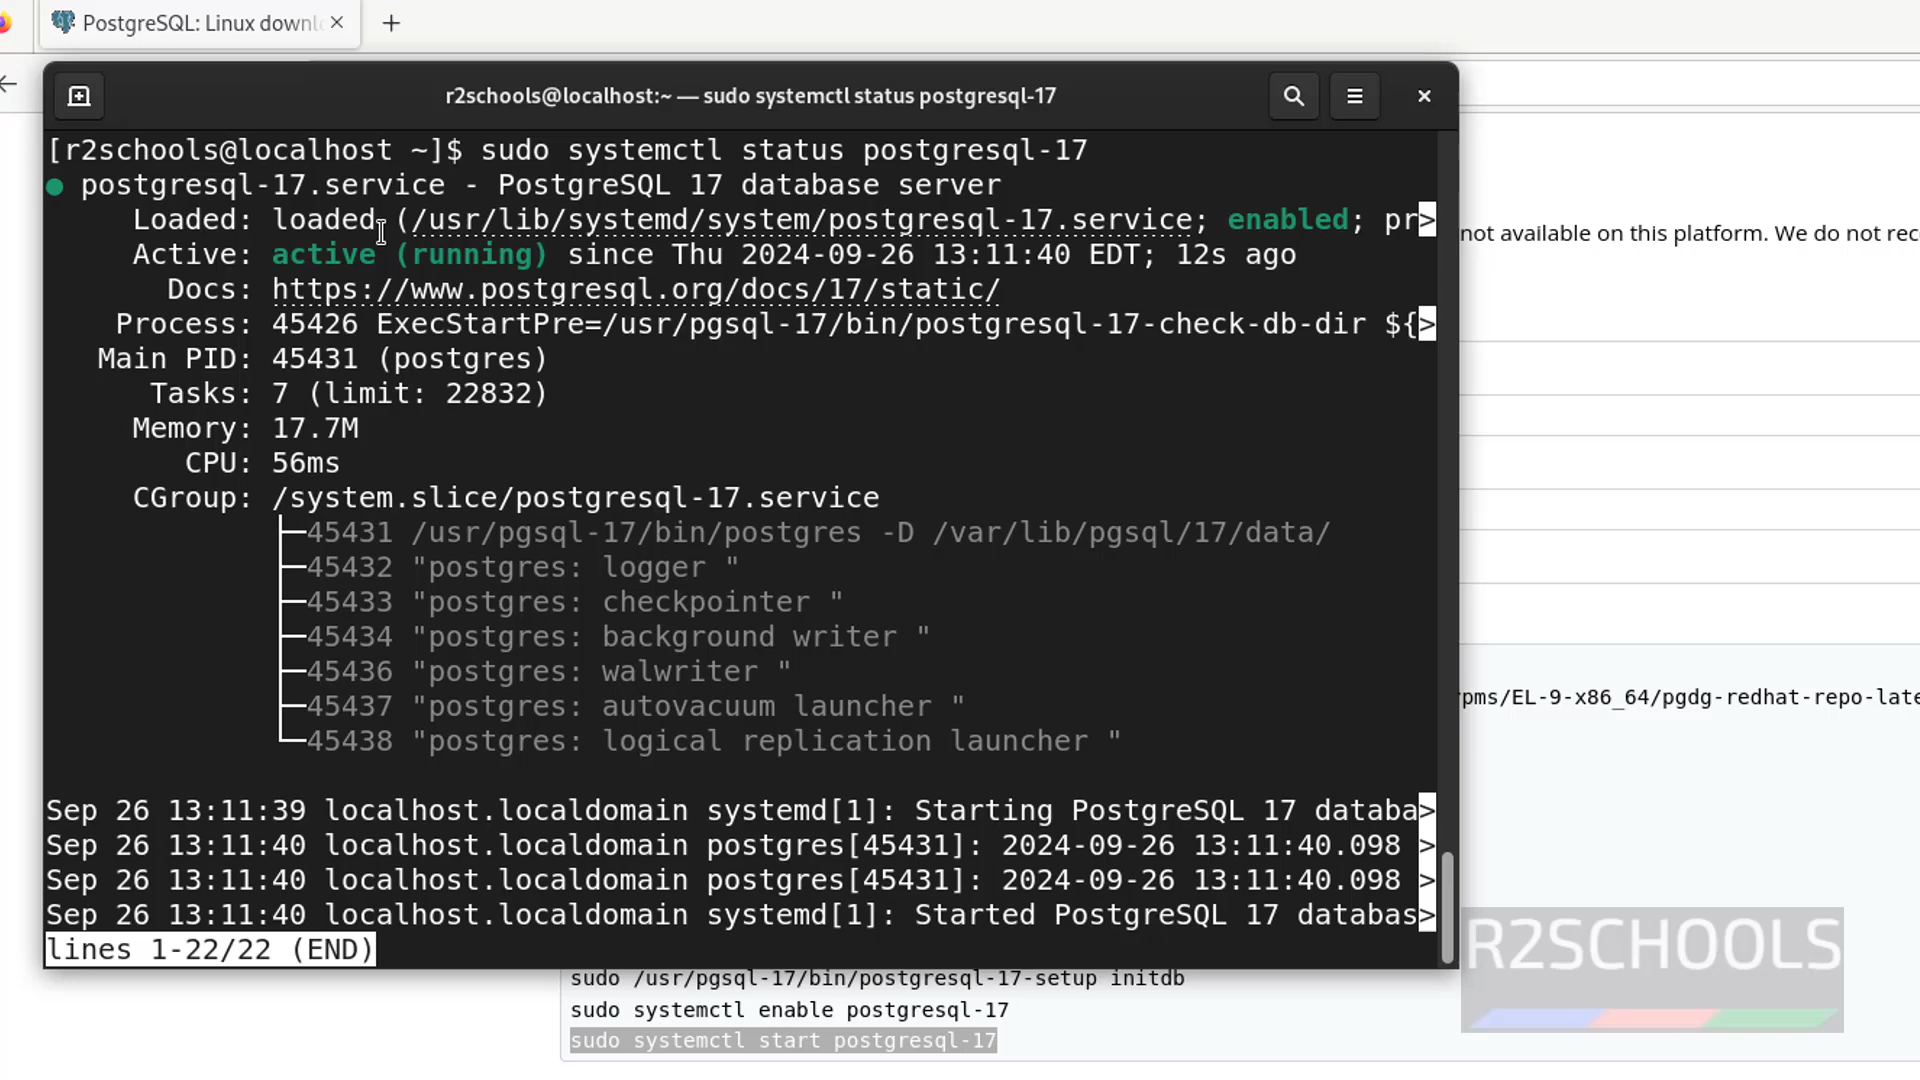 PostgreSQL: Linux downl
r2schools@localhost:~ — sudo systemctl status postgresql-17
[r2schools@localhost ~]$ sudo systemctl status postgresql-17
● postgresql-17.service - PostgreSQL 17 database server
Loaded: loaded (/usr/lib/systemd/system/postgresql-17.service; enabled; pr>
Active: active (running) since Thu 2024-09-26 13:11:40 EDT; 12s ago
Docs: https://www.postgresql.org/docs/17/static/
Process: 45426 ExecStartPre=/usr/pgsql-17/bin/postgresql-17-check-db-dir ${>
Main PID: 45431 (postgres)
Tasks: 7 (limit: 22832)
Memory: 17.7M
CPU: 56ms
CGroup: /system.slice/postgresql-17.service
├─45431 /usr/pgsql-17/bin/postgres -D /var/lib/pgsql/17/data/
├─45432 "postgres: logger "
├─45433 "postgres: checkpointer "
├─45434 "postgres: background writer "
├─45436 "postgres: walwriter "
├─45437 "postgres: autovacuum launcher "
└─45438 "postgres: logical replication launcher "
Sep 26 13:11:39 localhost.localdomain systemd[1]: Starting PostgreSQL 17 databa>
Sep 26 13:11:40 localhost.localdomain postgres[45431]: 2024-09-26 13:11:40.098 >
Sep 26 13:11:40 localhost.localdomain postgres[45431]: 2024-09-26 13:11:40.098 >
Sep 26 13:11:40 localhost.localdomain systemd[1]: Started PostgreSQL 17 databas>
lines 1-22/22 (END)
not available on this platform. We do not rec
rpms/EL-9-x86_64/pgdg-redhat-repo-late
sudo /usr/pgsql-17/bin/postgresql-17-setup initdb
sudo systemctl enable postgresql-17
sudo systemctl start postgresql-17
R2SCHOOLS